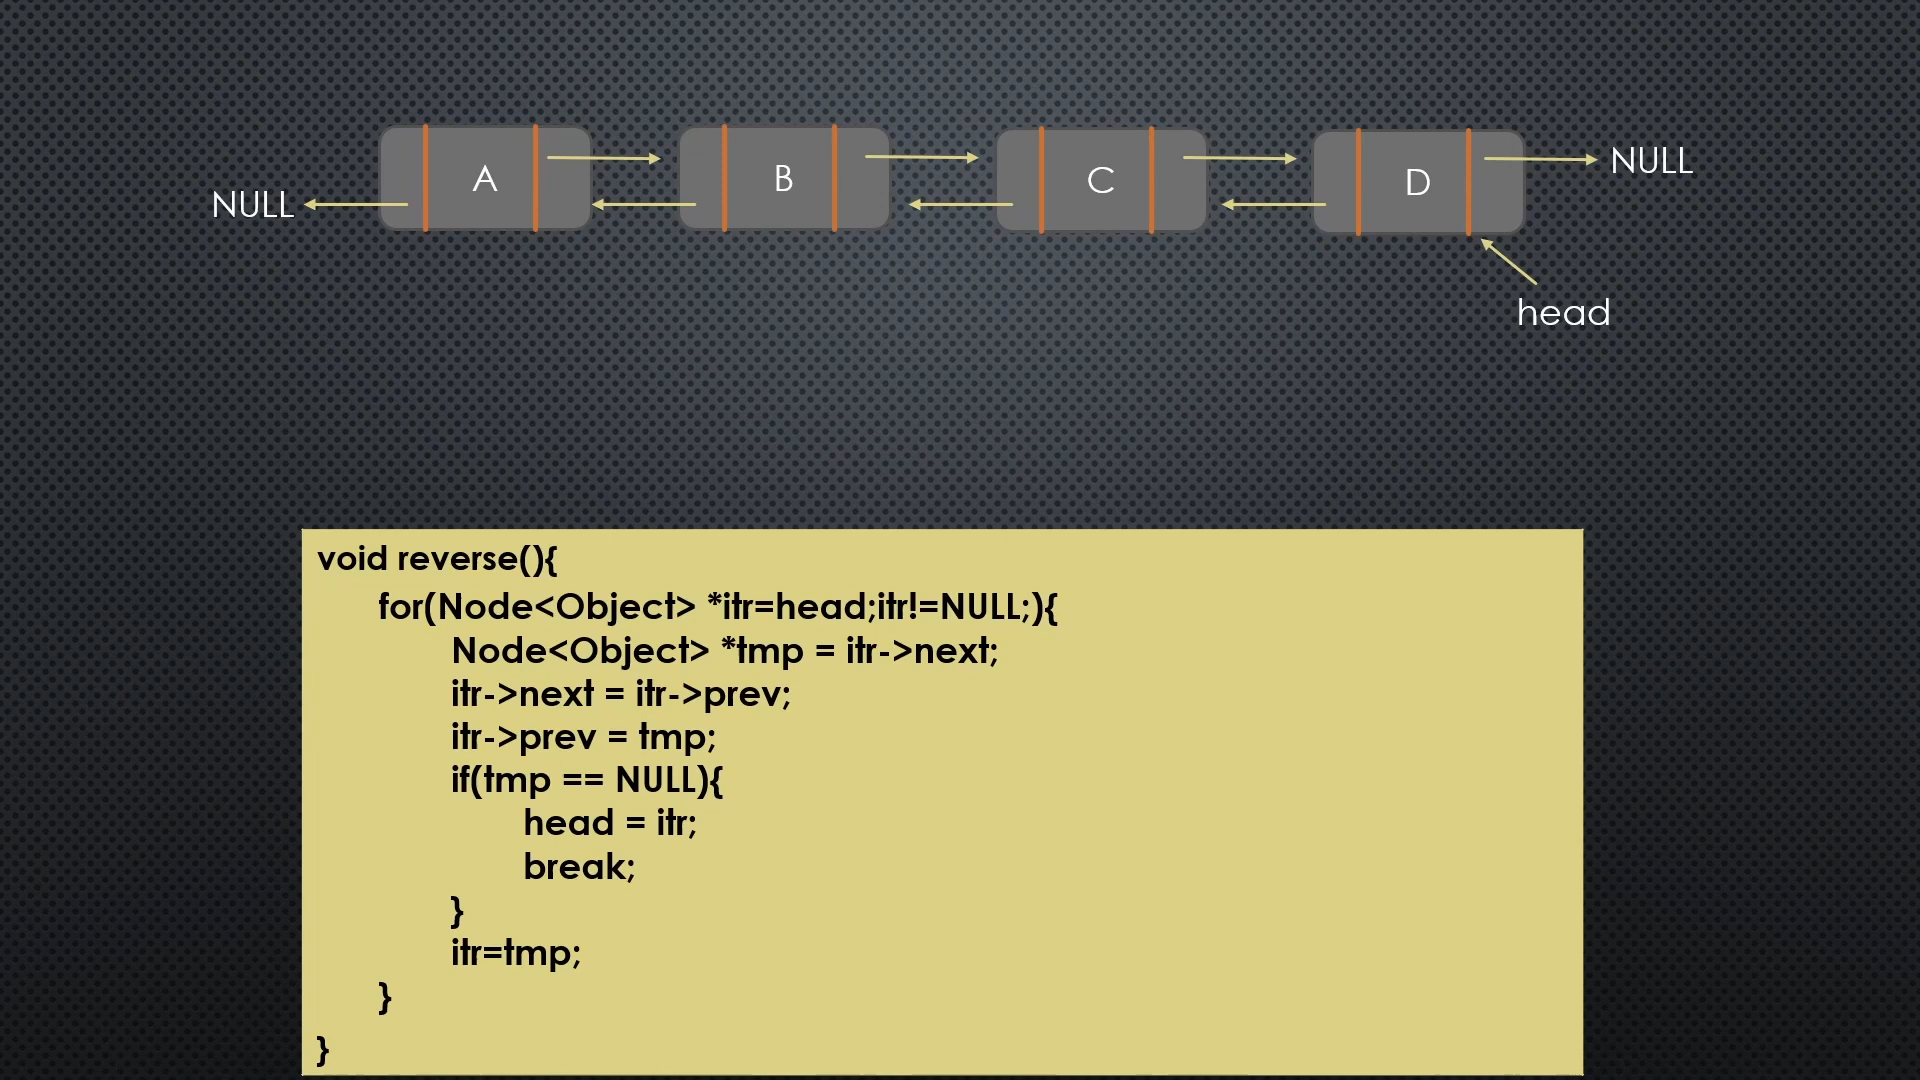 A
B
C
D
NULL
NULL
head
void reverse(){
for(Node<Object> *itr=head;itr!=NULL;){
Node<Object> *tmp = itr->next;
itr->next = itr->prev;
itr->prev = tmp;
if(tmp == NULL){
head = itr;
break;
}
itr=tmp;
}
}